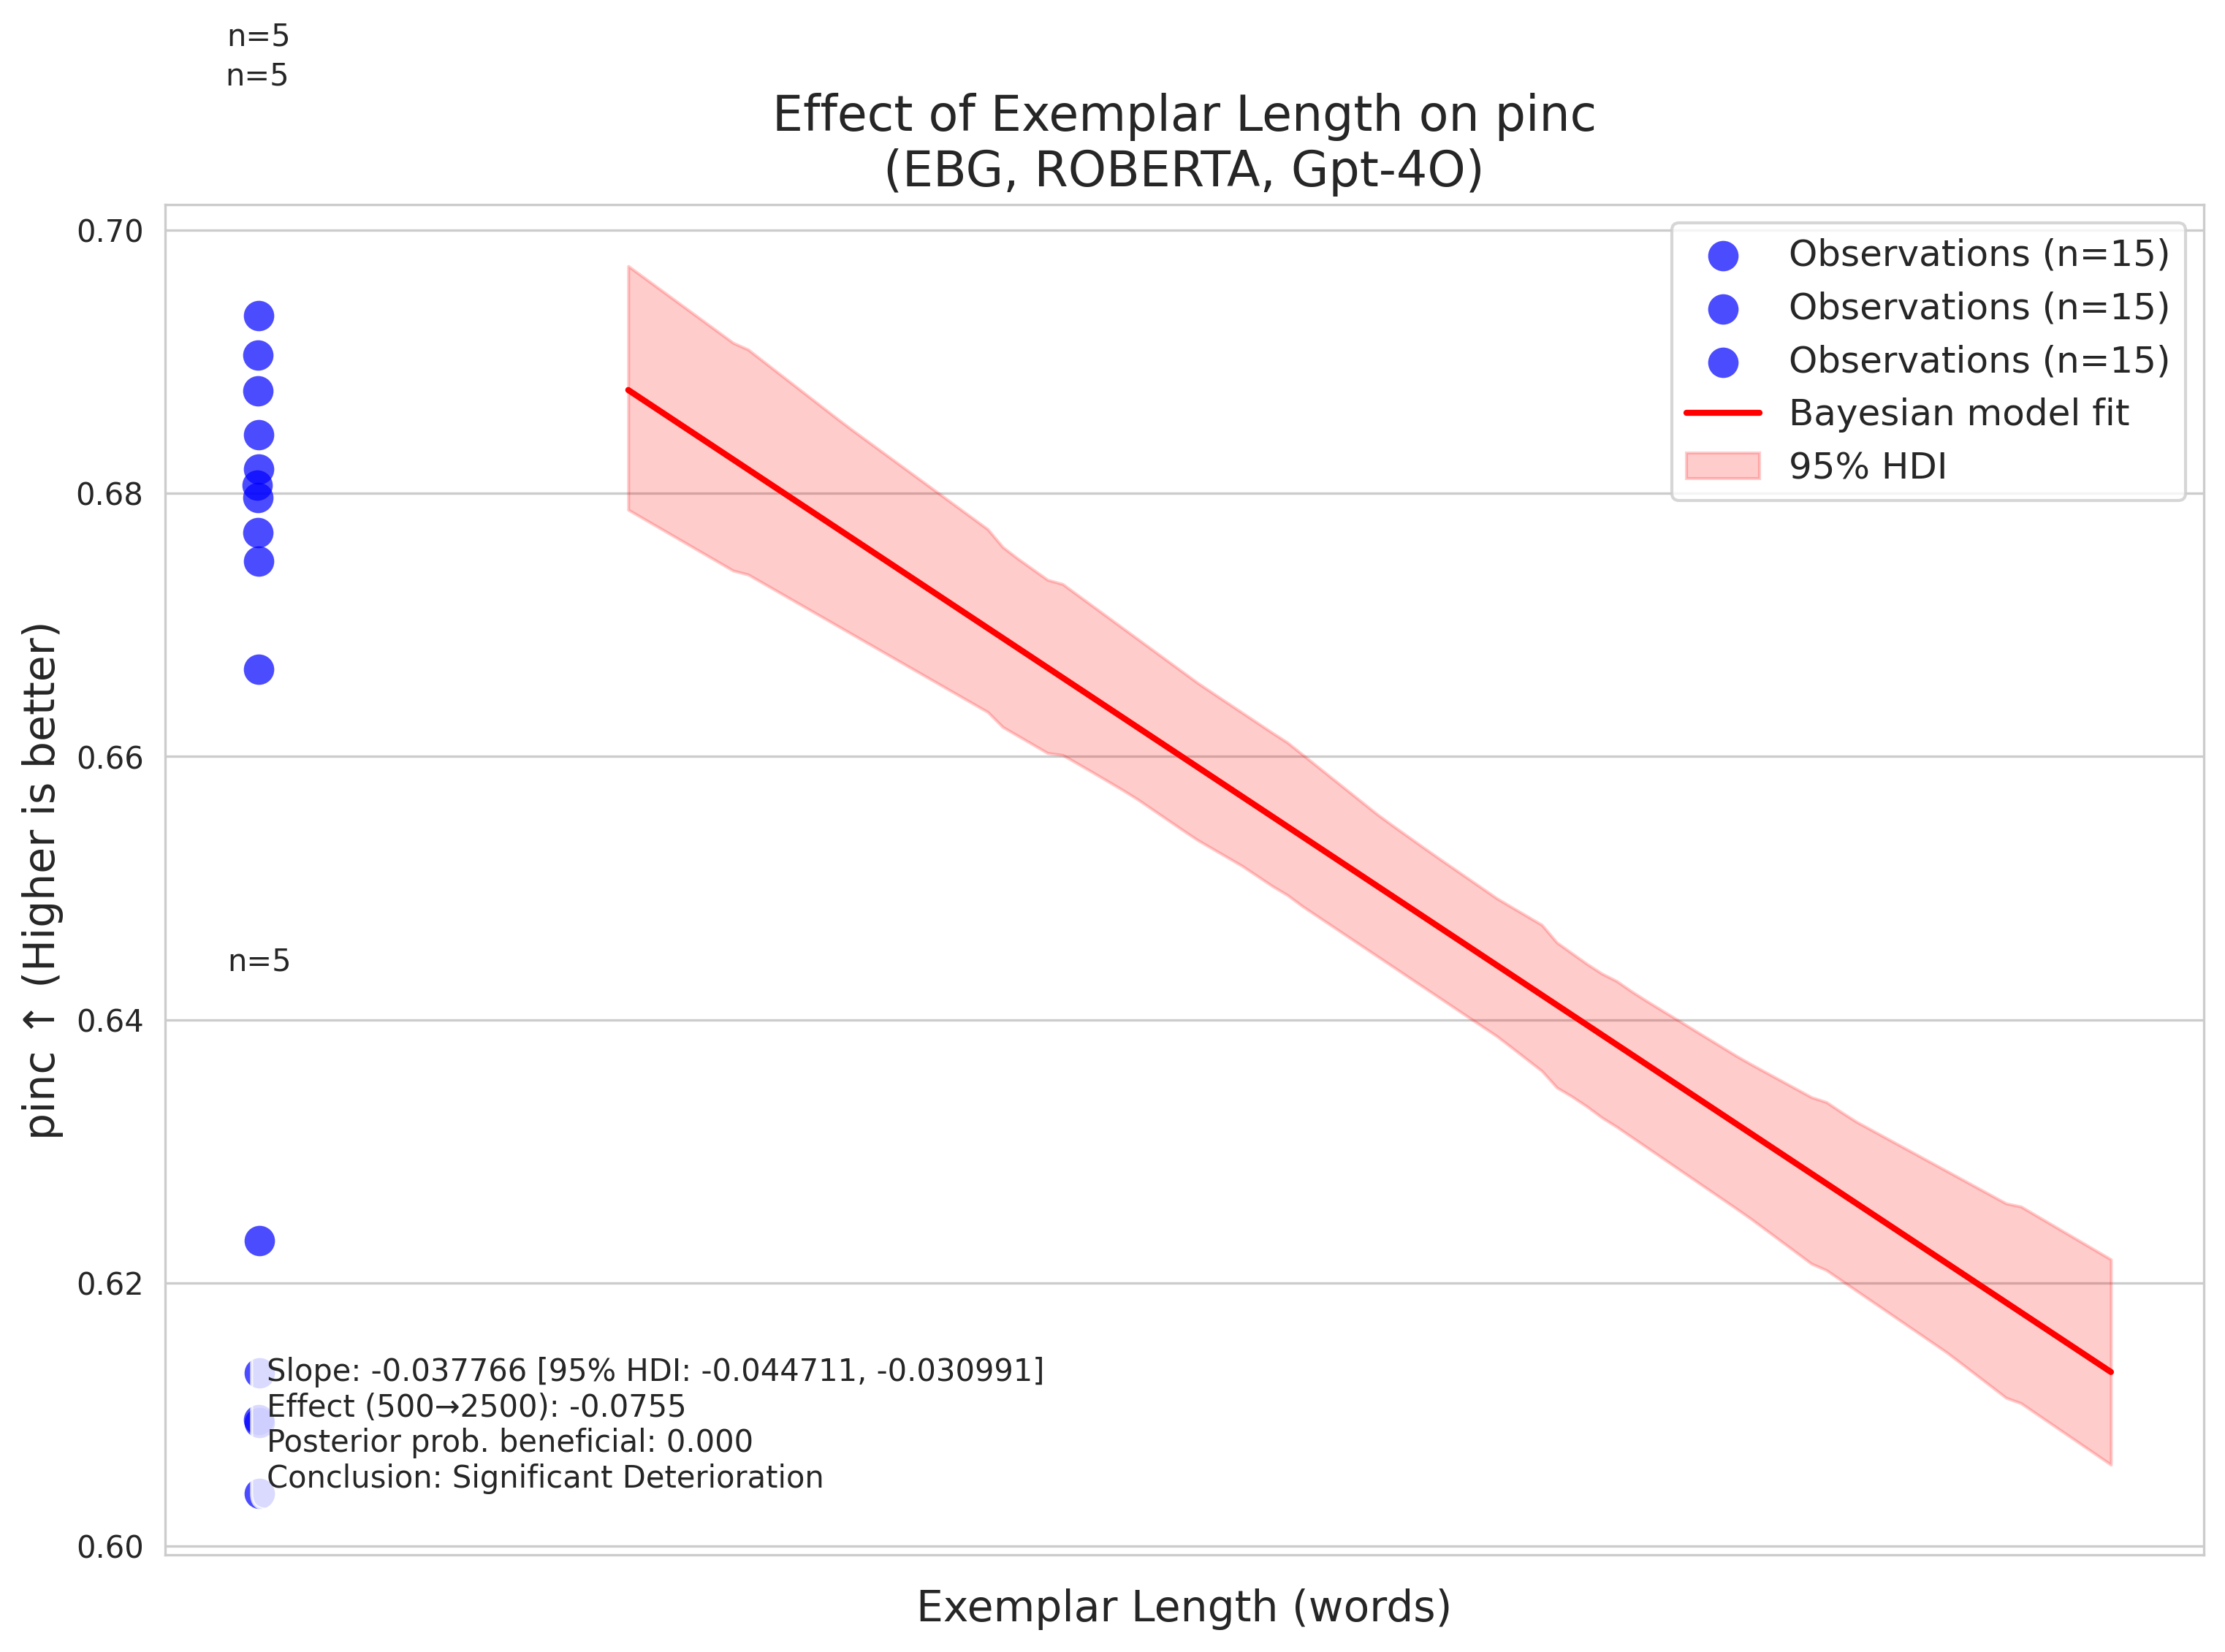 n=5
n=5
Effect of Exemplar Length on pinc
(EBG, ROBERTA, Gpt-4O)
0.70
0.68
0.66
0.64
0.62
0.60
pinc ↑ (Higher is better)
Observations (n=15)
Observations (n=15)
Observations (n=15)
Bayesian model fit
95% HDI
n=5
Slope: -0.037766 [95% HDI: -0.044711, -0.030991]
Effect (500→2500): -0.0755
Posterior prob. beneficial: 0.000
Conclusion: Significant Deterioration
Exemplar Length (words)